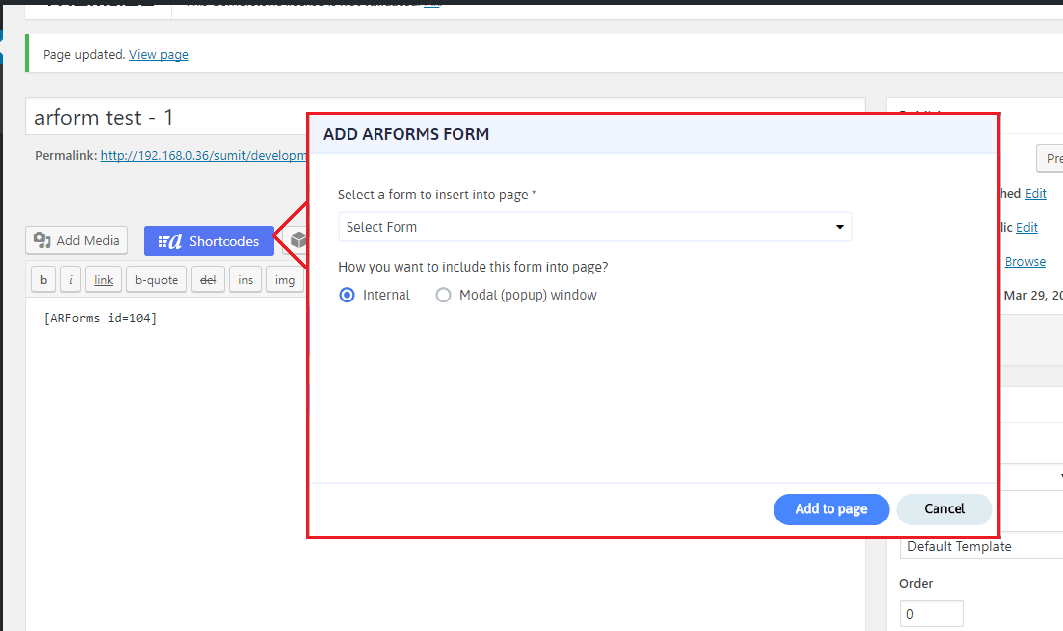 Page updated. View page
arform test - 1
Permalink: http://192.168.0.36/sumit/developm
Add Media
Shortcodes
b i link b-quote del ins img
[ARForms id=104]
ADD ARFORMS FORM
Select a form to insert into page *
Select Form
How you want to include this form into page?
Internal Modal (popup) window
Add to page Cancel
Pre
hed Edit
lic Edit
Browse
Mar 29, 20
Default Template
Order
0